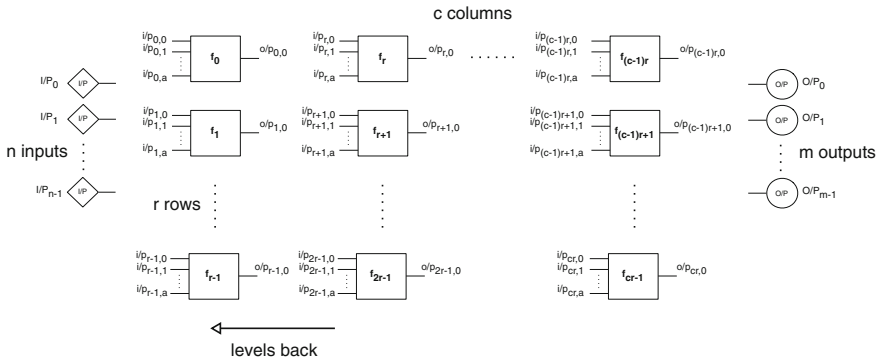 c columns
i/p0,0 i/pr,0 i/p(c-1)r,0
i/p0,1 f0 o/p0,0 i/pr,1 fr o/pr,0 i/p(c-1)r,1 f(c-1)r o/p(c-1)r,0
i/p0,a i/pr,a i/p(c-1)r,a
I/P0 I/P O/P O/P0
i/p1,0 i/pr+1,0 i/p(c-1)r+1,0
I/P1 I/P i/p1,1 f1 o/p1,0 i/pr+1,1 fr+1 o/pr+1,0 i/p(c-1)r+1,1 f(c-1)r+1 o/p(c-1)r+1,0 O/P O/P1
n inputs i/p1,a i/pr+1,a i/p(c-1)r+1,a m outputs
I/Pn-1 I/P O/P O/Pm-1
r rows
i/pr-1,0 i/p2r-1,0 i/pcr,0
i/pr-1,1 fr-1 o/pr-1,0 i/p2r-1,1 f2r-1 o/p2r-1,0 i/pcr,1 fcr-1 o/pcr,0
i/pr-1,a i/p2r-1,a i/pcr,a
levels back